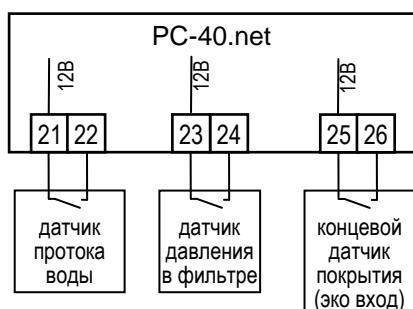 PC-40.net
12В 12В 12В
21 22 23 24 25 26
датчик
протока
воды
датчик
давления
в фильтре
концевой
датчик
покрытия
(эко вход)